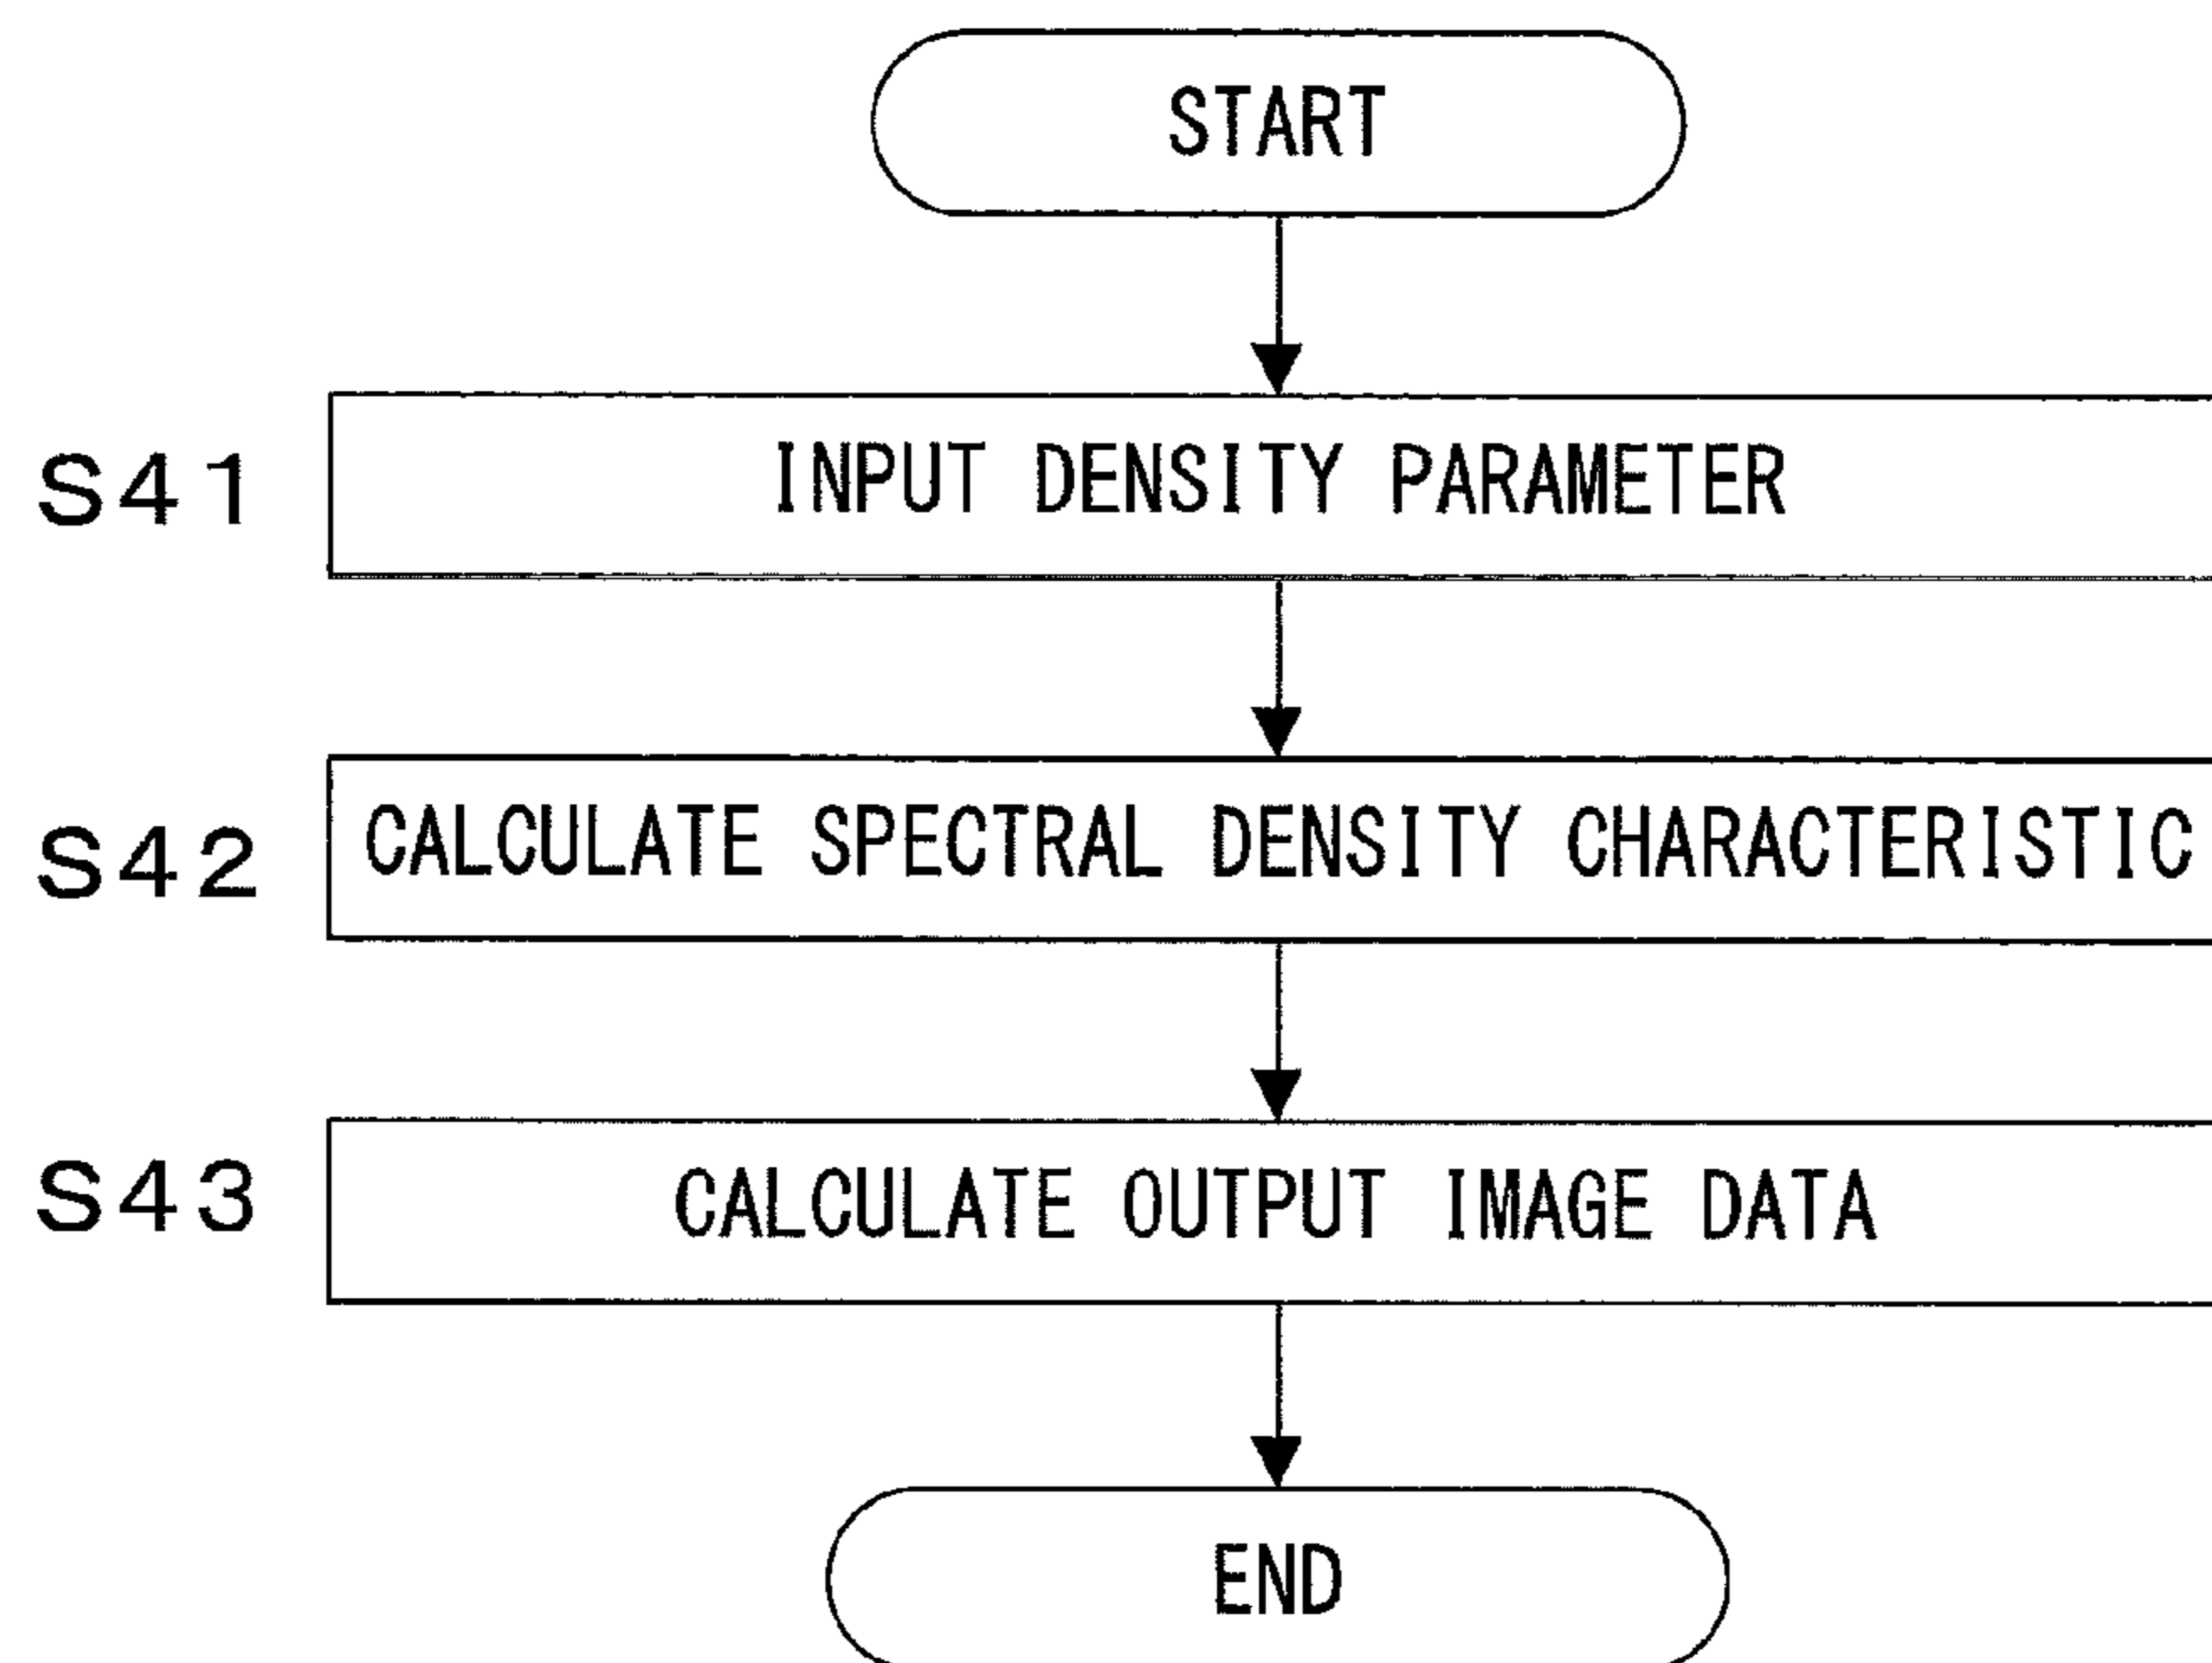 START
S41 INPUT DENSITY PARAMETER
S42 CALCULATE SPECTRAL DENSITY CHARACTERISTIC
S43 CALCULATE OUTPUT IMAGE DATA
END